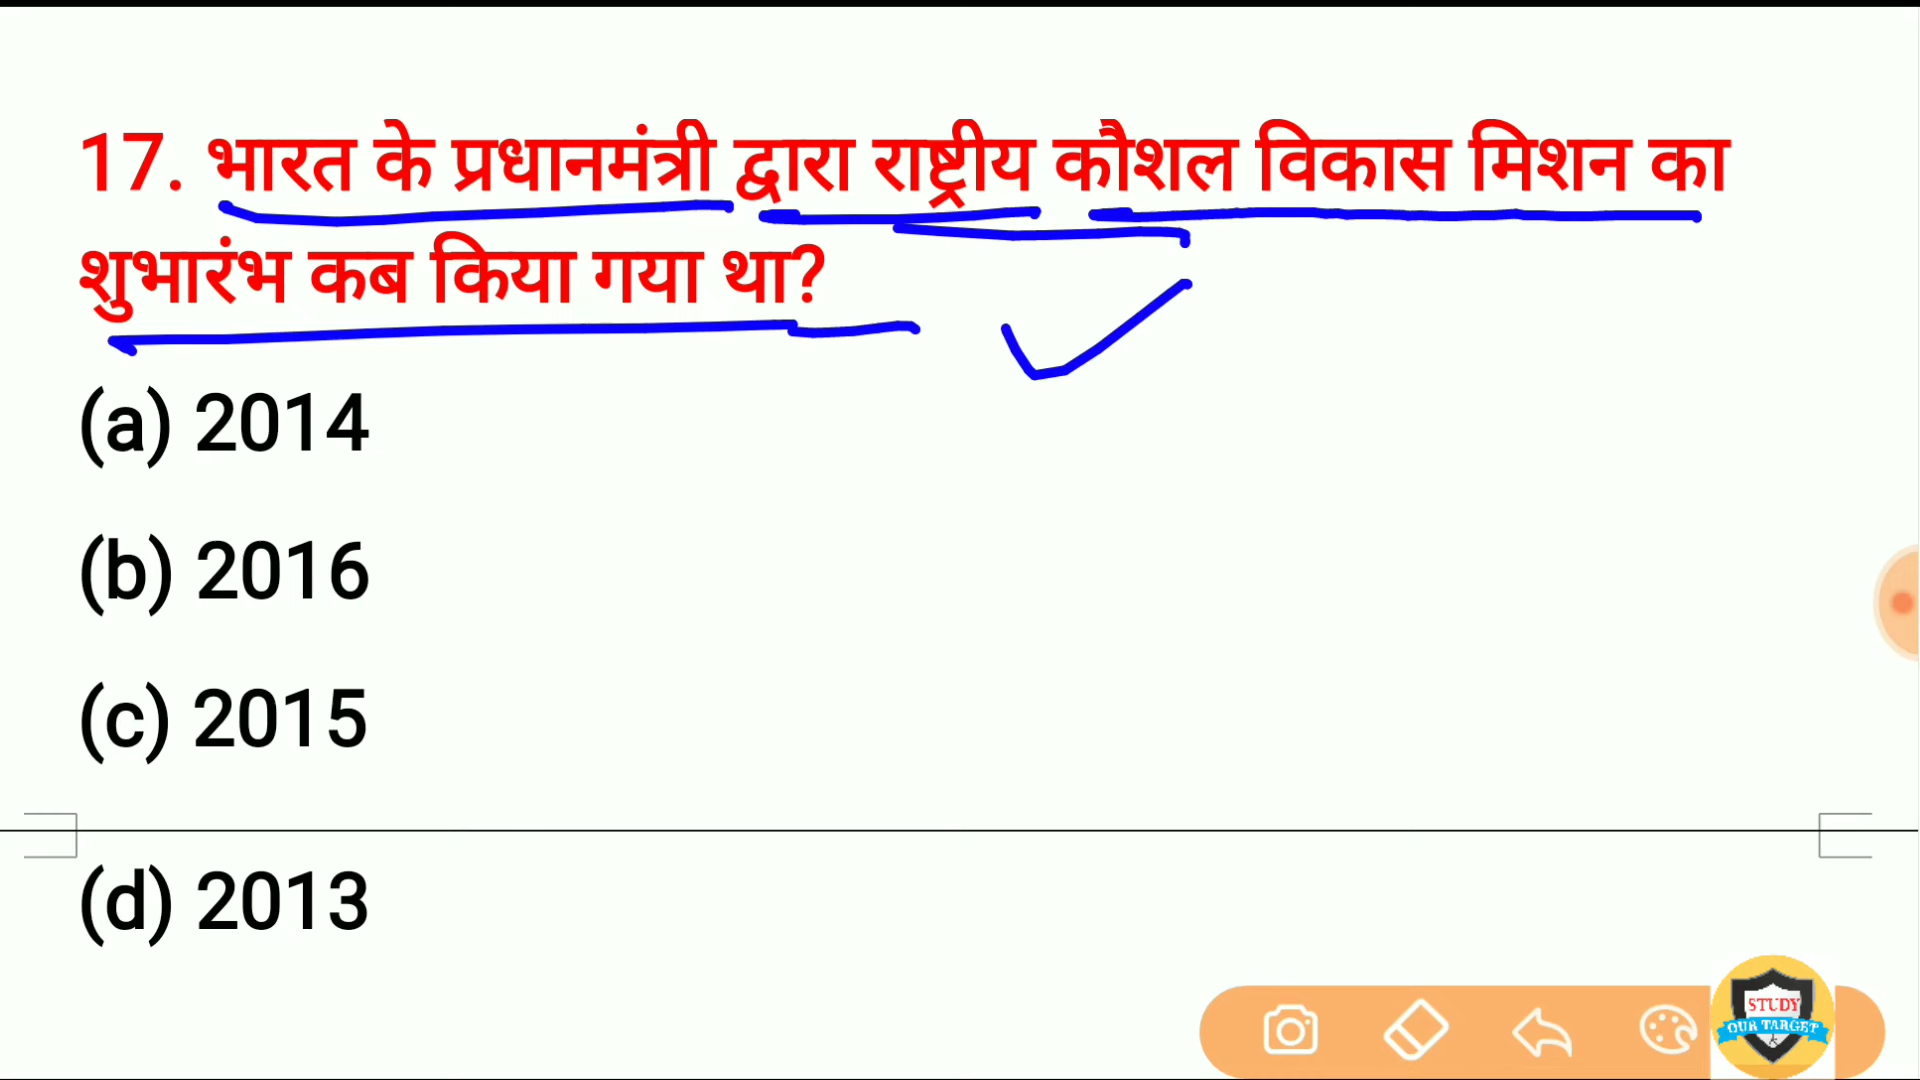 17. भारत के प्रधानमंत्री द्वारा राष्ट्रीय कौशल विकास मिशन का
शुभारंभ कब किया गया था?
(a) 2014
(b) 2016
(c) 2015
(d) 2013
STUDY
OUR TARGET